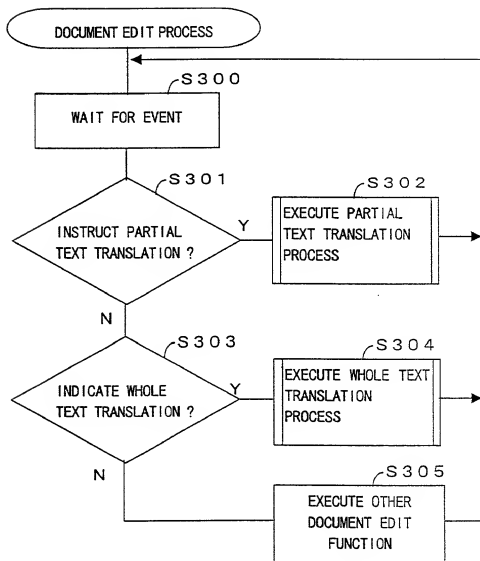 DOCUMENT EDIT PROCESS
S300
WAIT FOR EVENT
S301
INSTRUCT PARTIAL
TEXT TRANSLATION ?
Y
S302
EXECUTE PARTIAL
TEXT TRANSLATION
PROCESS
N
S303
INDICATE WHOLE
TEXT TRANSLATION ?
Y
S304
EXECUTE WHOLE TEXT
TRANSLATION
PROCESS
N
S305
EXECUTE OTHER
DOCUMENT EDIT
FUNCTION